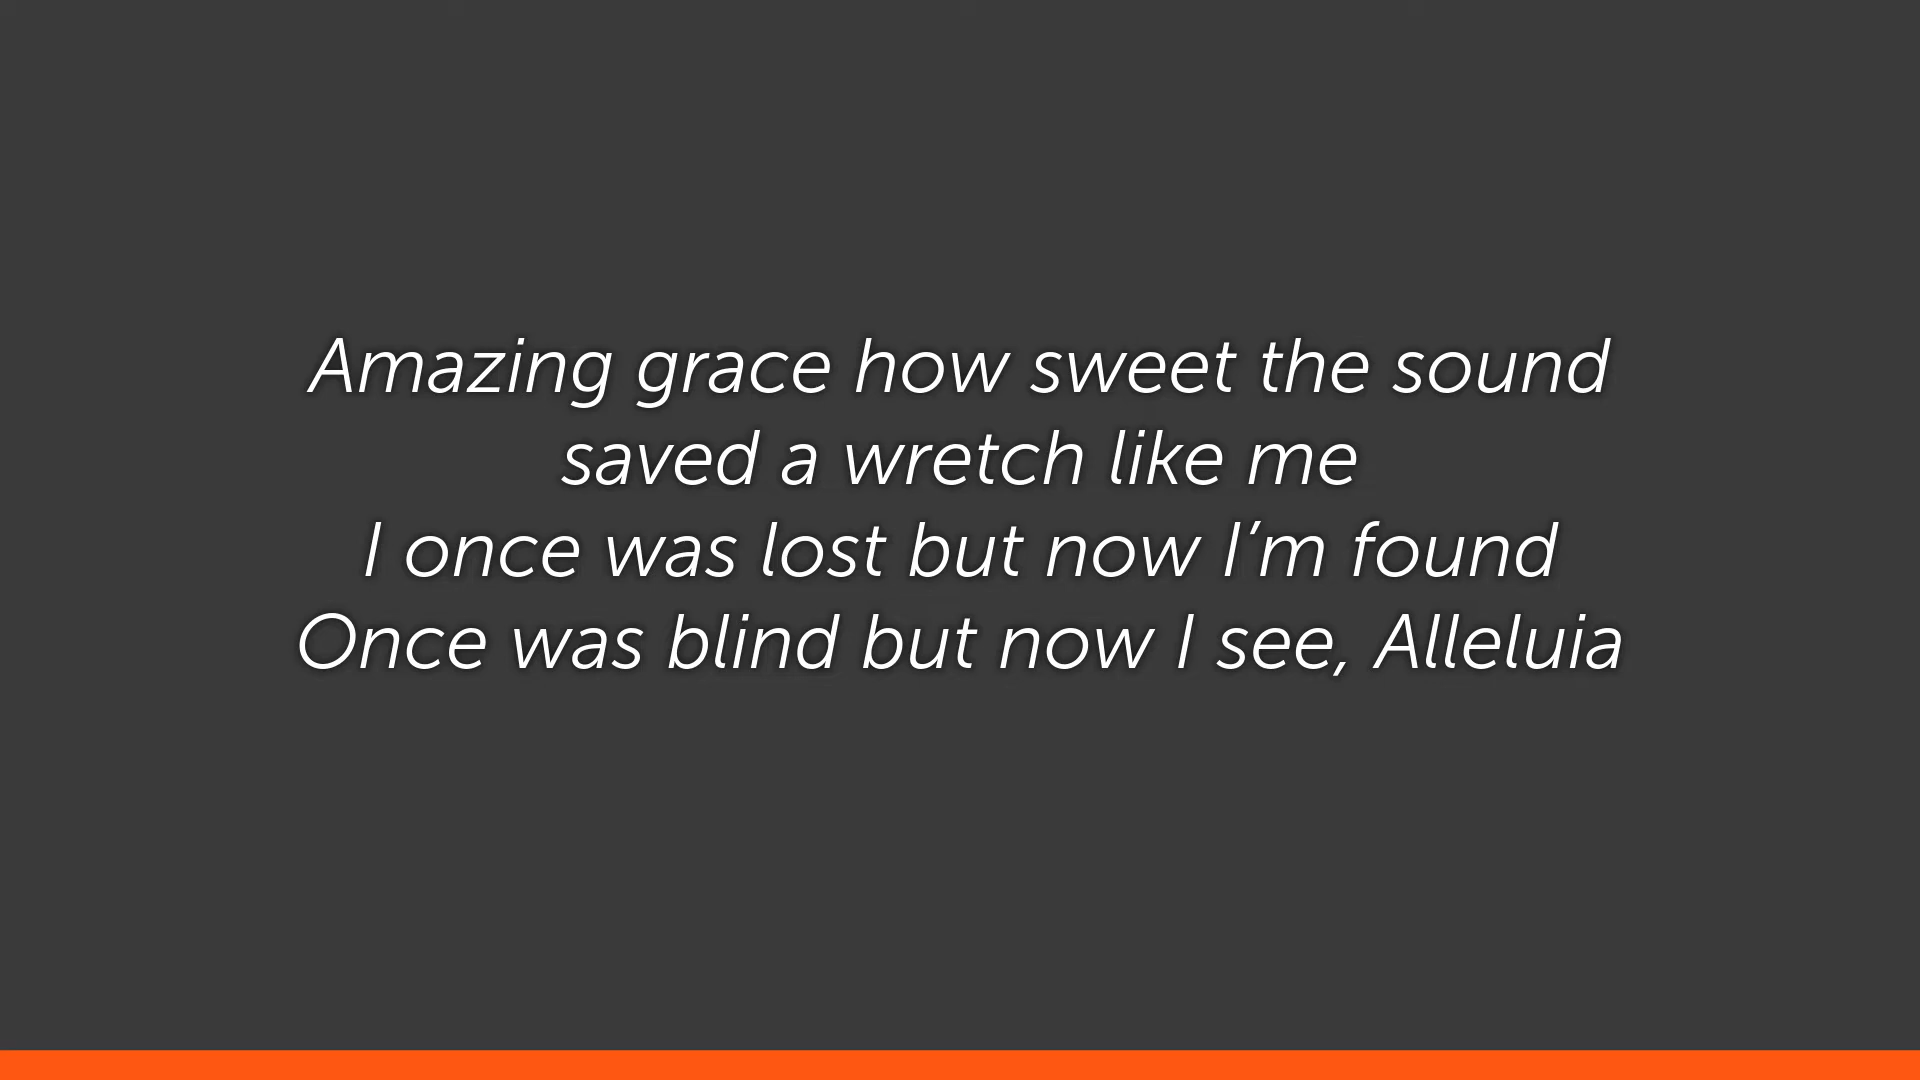 Amazing grace how sweet the sound
saved a wretch like me
I once was lost but now I’m found
Once was blind but now I see, Alleluia